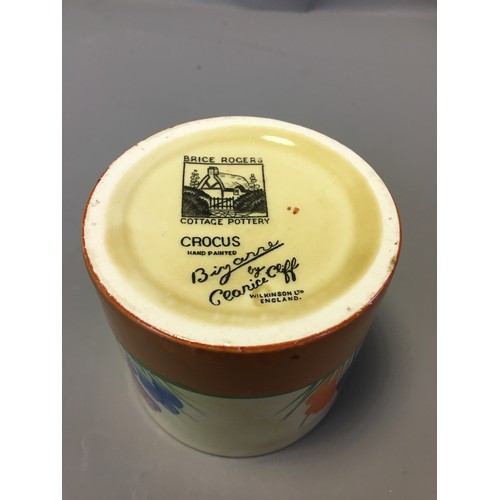 BRICE ROGERS
COTTAGE POTTERY
CROCUS
HAND PAINTED
Bizarre
by
Clarice Cliff
WILKINSON LTD
ENGLAND.